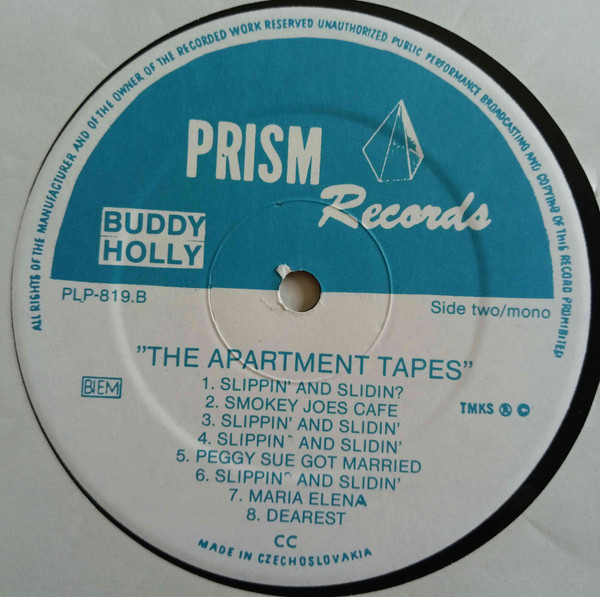 ALL RIGHTS OF THE MANUFACTURER AND OF THE OWNER OF THE RECORDED WORK RESERVED UNAUTHORIZED PUBLIC PERFORMANCE BROADCASTING AND COPYING OF THIS RECORD PROHIBITED
PRISM
Records
BUDDY
HOLLY
PLP-819.B
Side two/mono
"THE APARTMENT TAPES"
1. SLIPPIN' AND SLIDIN?
2. SMOKEY JOES CAFE
3. SLIPPIN' AND SLIDIN'
4. SLIPPIN' AND SLIDIN'
5. PEGGY SUE GOT MARRIED
6. SLIPPIN' AND SLIDIN'
7. MARIA ELENA
8. DEAREST
BIEM
TMKS ® ©
CC
MADE IN CZECHOSLOVAKIA